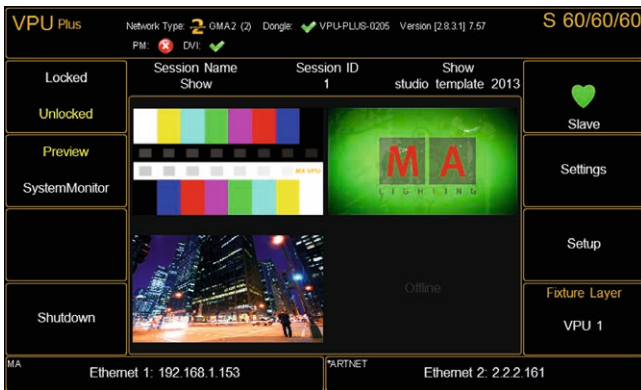 VPU Plus
Network Type: 2 GMA2 (2) Dongle: VPU-PLUS-0205 Version [2.8.3.1] 7.57
PM: DVI:
S 60/60/60
Locked
Unlocked
Session Name
Show
Session ID
1
Show
studio template 2013
Slave
Preview
SystemMonitor
MA VPU
MA
LIGHTING
Settings
Setup
Offline
Shutdown
Fixture Layer
VPU 1
MA
Ethernet 1: 192.168.1.153
*ARTNET
Ethernet 2: 2.2.2.161